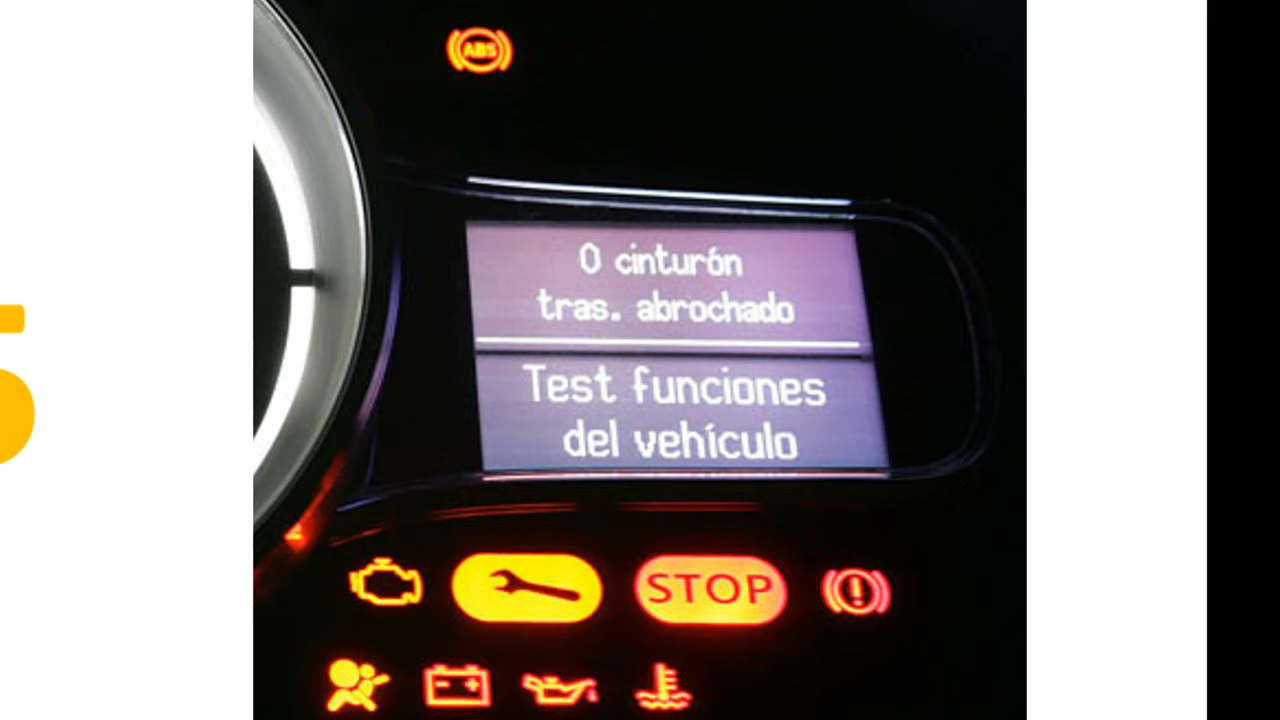 ABS
0 cinturón
tras. abrochado
Test funciones
del vehículo
STOP